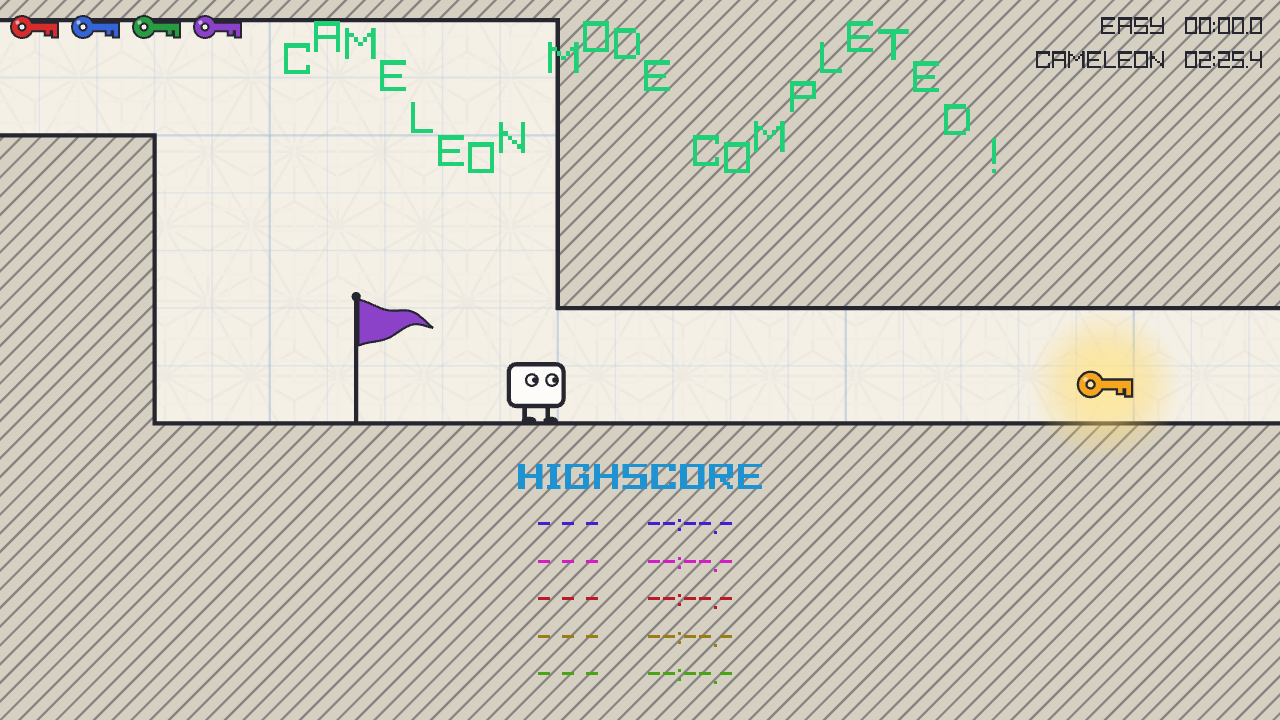 EASY 00:00.0
CAMELEON 02:25.4
CAMELEON MODE COMPLETED!
HIGHSCORE
--- --:--.-
--- --:--.-
--- --:--.-
--- --:--.-
--- --:--.-